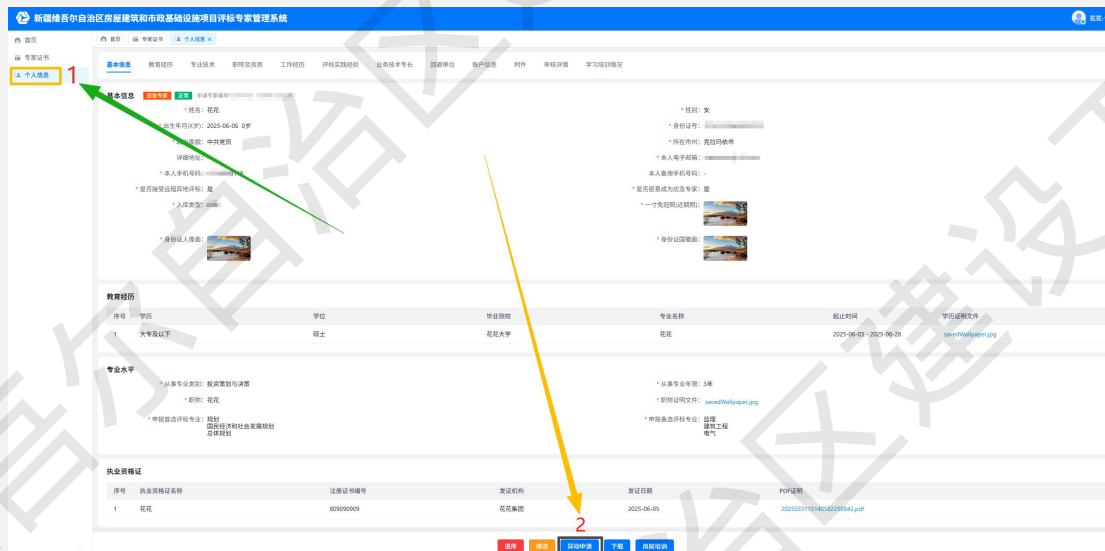 新疆维吾尔自治区房屋建筑和市政基础设施项目评标专家管理系统
花花
首页
专家证书
个人信息
1
首页 专家证书 个人信息 ×
基本信息 教育经历 专业技术 职称及资质 工作经历 评标实践经验 业务技术专长 回避单位 账户信息 附件 审核详情 学习培训情况
基本信息 应急专家 正常 申请专家编号
* 姓名: 花花 * 性别: 女
* 出生年月(X岁): 2025-06-06 0岁 * 身份证号:
中共党员 * 所在市州: 克拉玛依市
详细地址: * 本人电子邮箱:
* 本人手机号码: 本人备用手机号码: -
* 是否接受远程异地评标: 是 * 是否愿意成为应急专家: 是
* 入库类型: * 一寸免冠照(近期照):
* 身份证人像面: * 身份证国徽面:
教育经历
序号 学历 学位 毕业院校 专业名称 起止时间 学历证明文件
1 大专及以下 硕士 花花大学 花花 2025-06-03 - 2025-06-28 savedWallpaper.jpg
专业水平
* 从事专业类别: 投资策划与决策 * 从事专业年限: 3年
* 职称: 花花 * 职称证明文件: savedWallpaper.jpg
* 申报首选评标专业: 规划 * 申报备选评标专业: 监理
国民经济和社会发展规划 建筑工程
总体规划 电气
执业资格证
序号 执业资格证名称 注册证书编号 发证机构 发证日期 PDF证明
1 花花 809090909 花花集团 2025-06-05 2025033115140582258842.pdf
2
退库 修改 异动申请 下载 岗前培训
吾尔自治区
治区建设